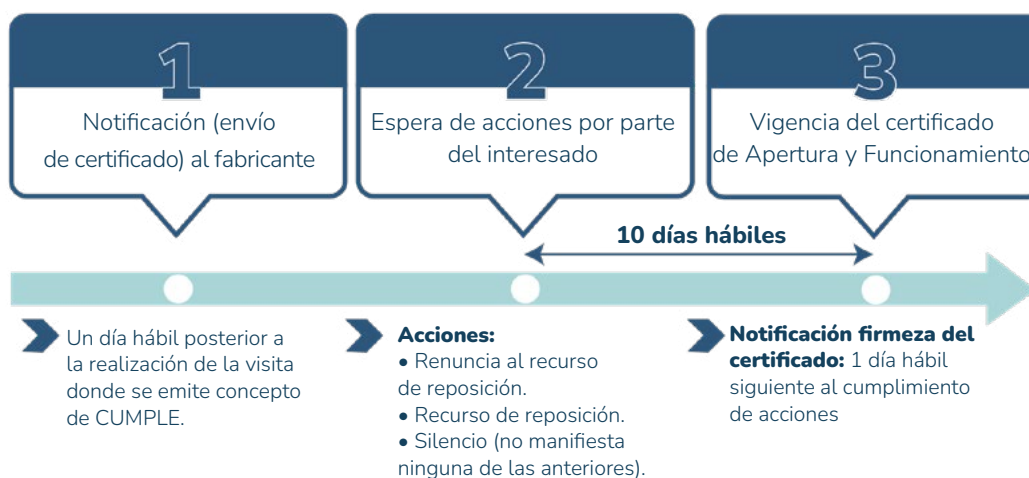 1
Notificación (envío
de certificado) al fabricante
2
Espera de acciones por parte
del interesado
3
Vigencia del certificado
de Apertura y Funcionamiento
10 días hábiles
Un día hábil posterior a
la realización de la visita
donde se emite concepto
de CUMPLE.
Acciones:
• Renuncia al recurso
de reposición.
• Recurso de reposición.
• Silencio (no manifiesta
ninguna de las anteriores).
Notificación firmeza del
certificado: 1 día hábil
siguiente al cumplimiento
de acciones